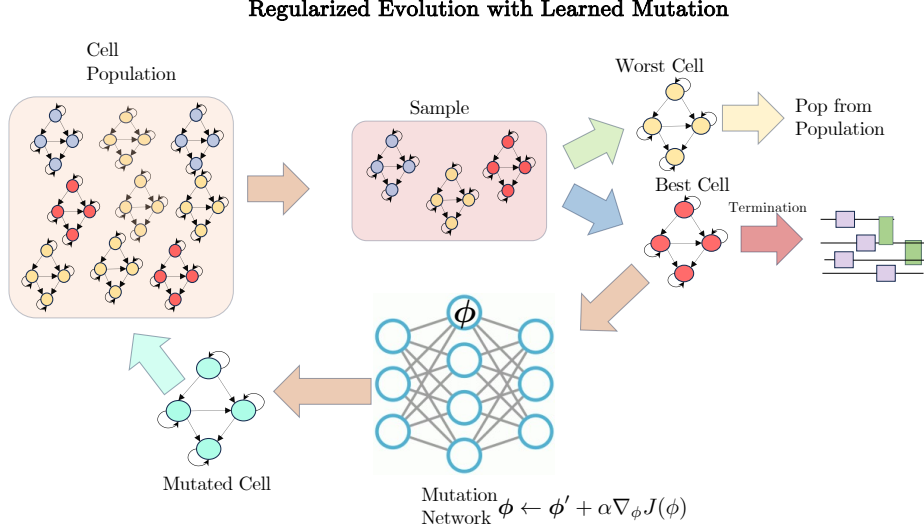 Regularized Evolution with Learned Mutation
Cell
Population
Sample
Worst Cell
Pop from
Population
Best Cell
Termination
ϕ
Mutated Cell
Mutation
Network
ϕ ← ϕ′ + α∇_ϕ J(ϕ)